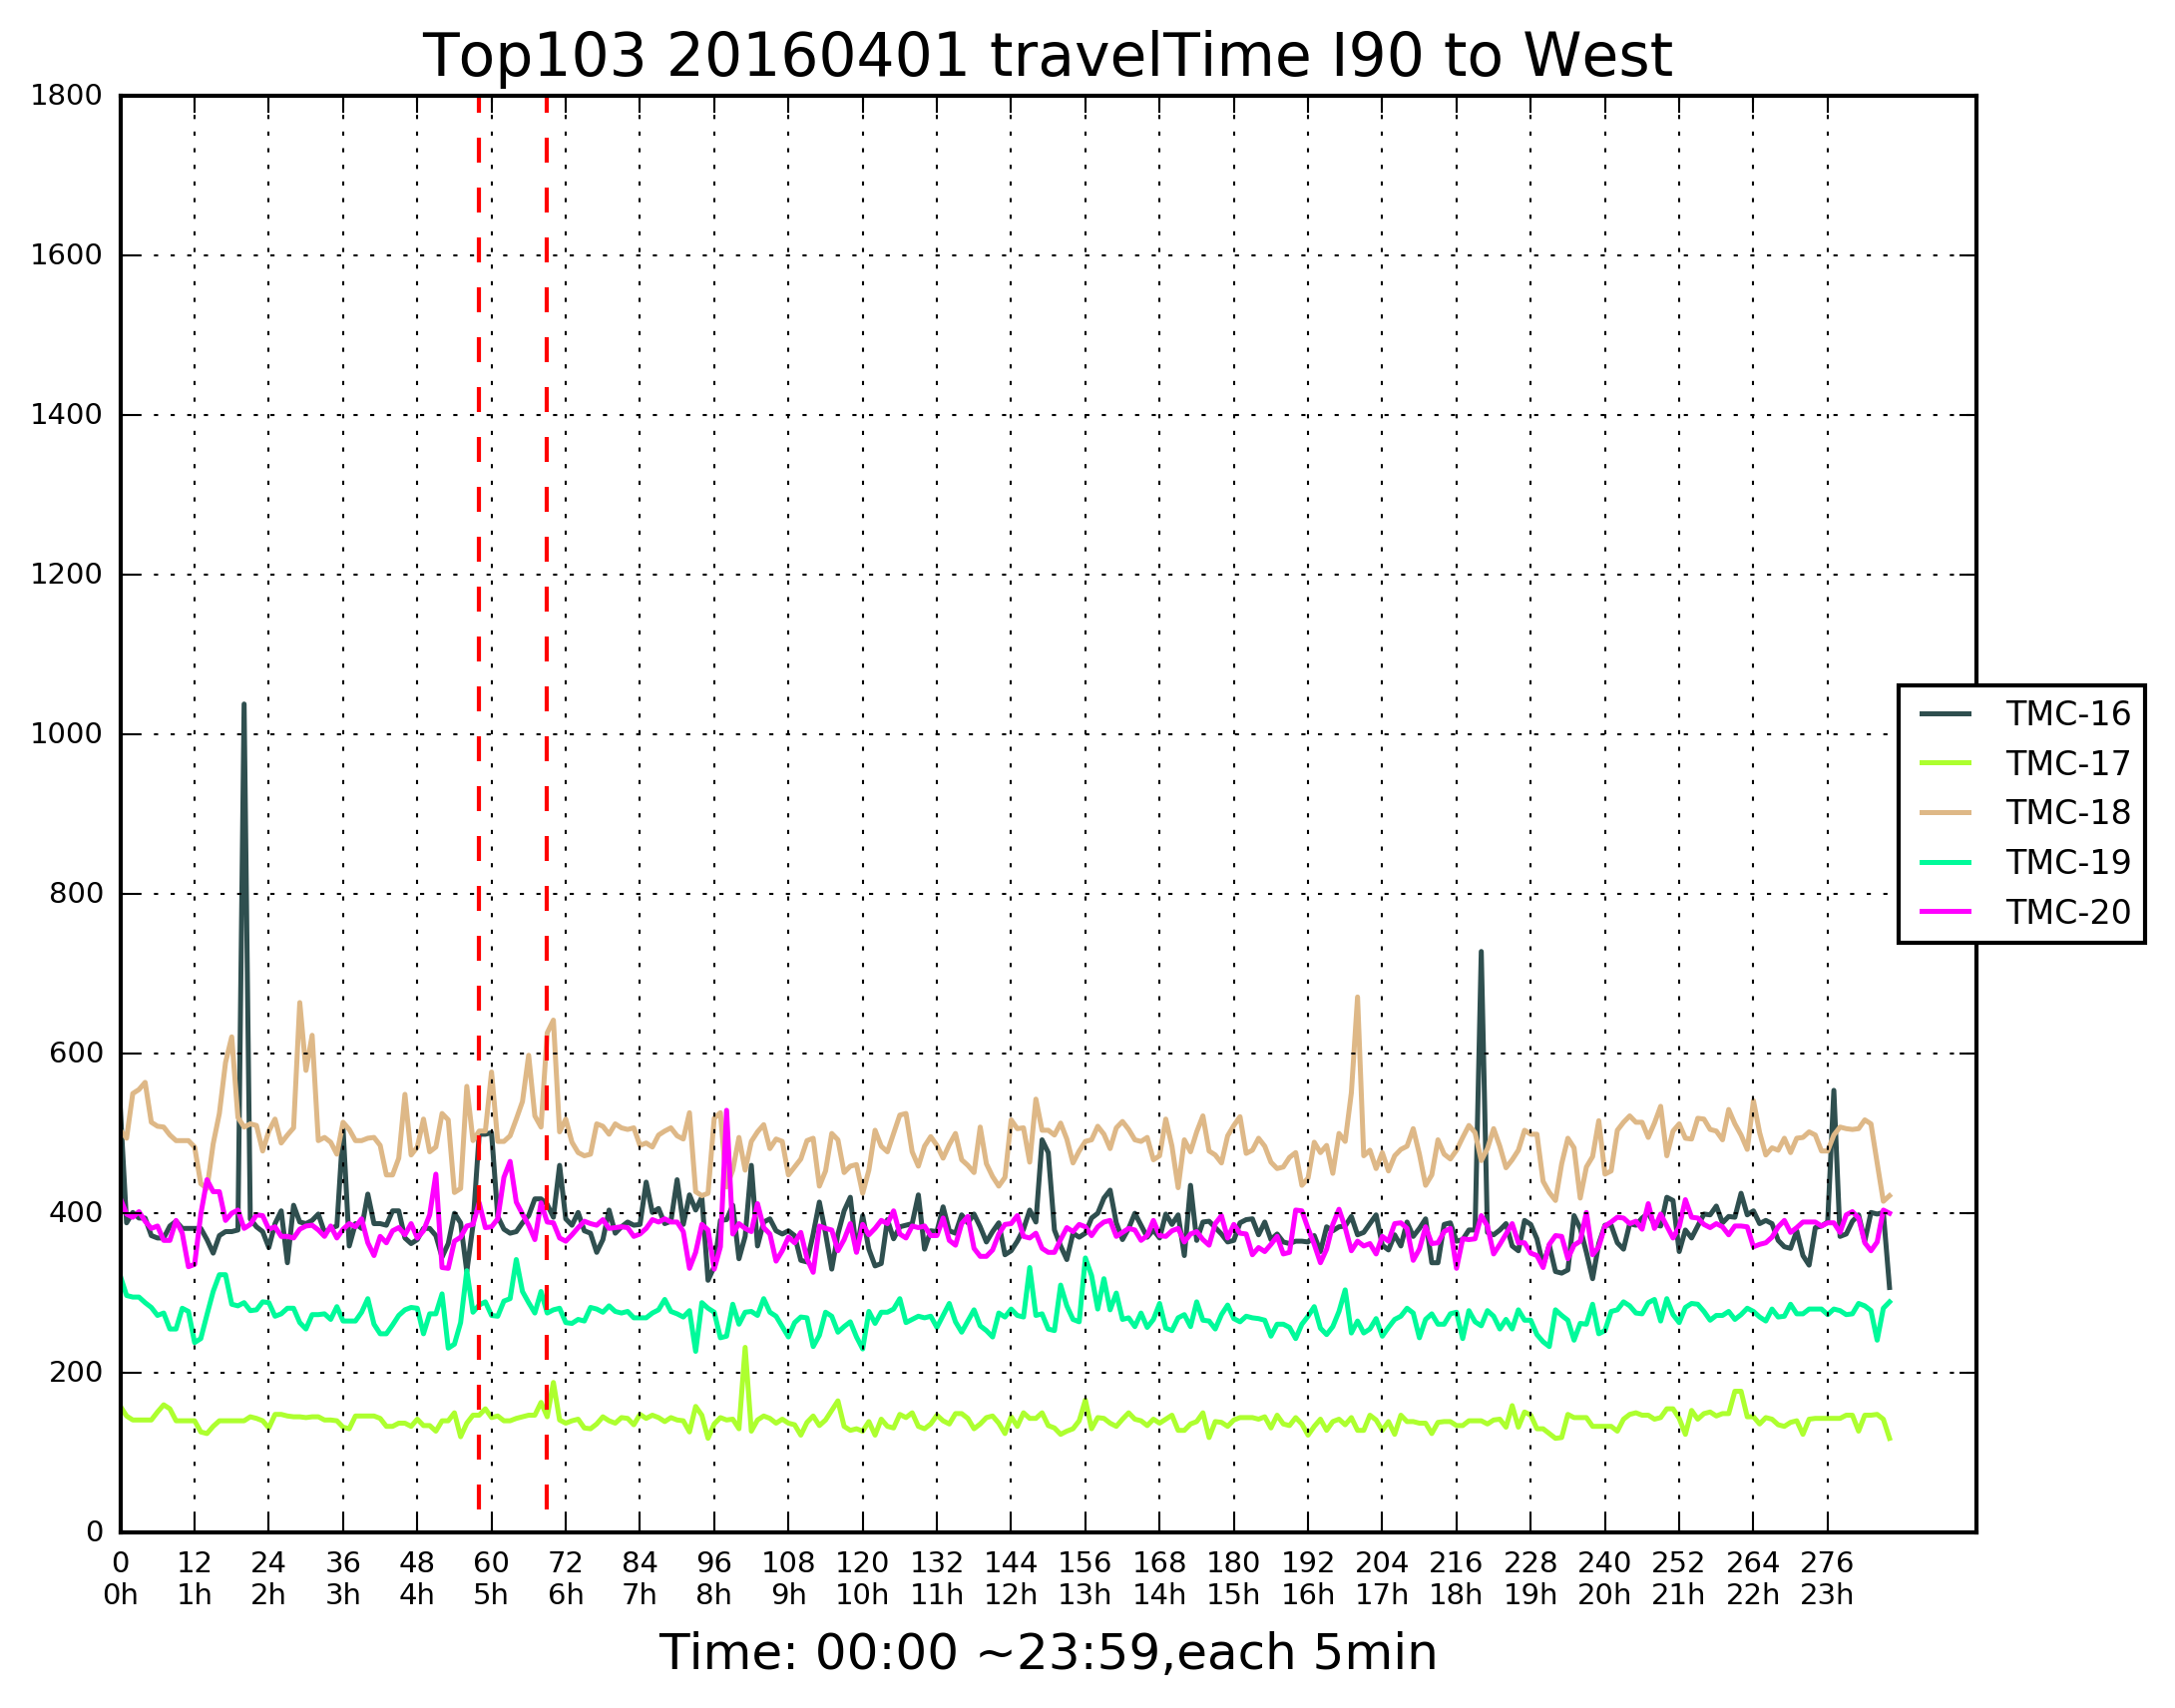 Top103 20160401 travelTime I90 to West
1800
1600
1400
1200
1000
800
600
400
200
0
TMC-16
TMC-17
TMC-18
TMC-19
TMC-20
0 12 24 36 48 60 72 84 96 108 120 132 144 156 168 180 192 204 216 228 240 252 264 276
0h 1h 2h 3h 4h 5h 6h 7h 8h 9h 10h 11h 12h 13h 14h 15h 16h 17h 18h 19h 20h 21h 22h 23h
Time: 00:00 ~23:59,each 5min